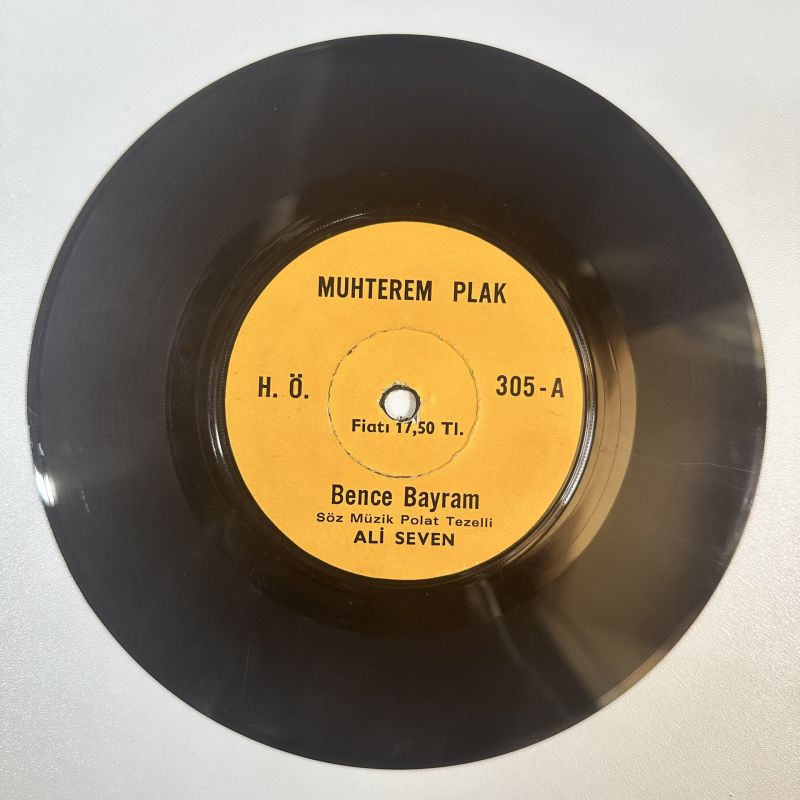 MUHTEREM PLAK
H. Ö. 305-A
Fiatı 17,50 Tl.
Bence Bayram
Söz Müzik Polat Tezelli
ALİ SEVEN